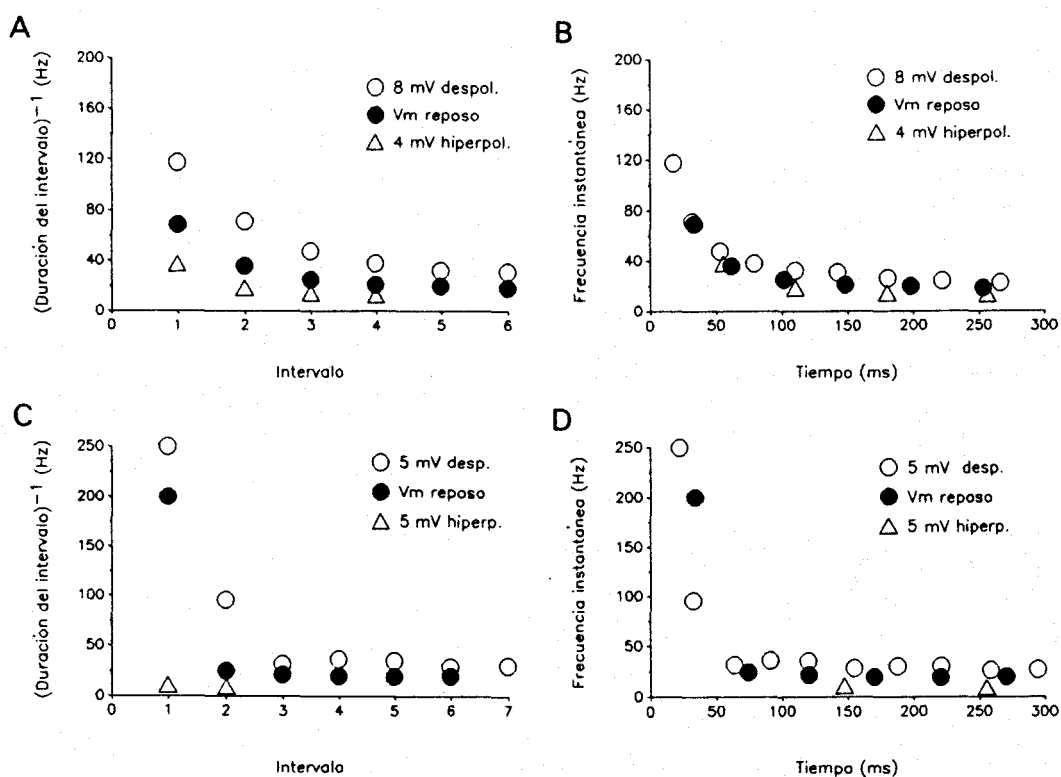 A
(Duración del intervalo)⁻¹ (Hz)
200
160
120
80
40
0
8 mV despol.
Vm reposo
4 mV hiperpol.
0 1 2 3 4 5 6
Intervalo
B
Frecuencia instantánea (Hz)
200
160
120
80
40
0
8 mV despol.
Vm reposo
4 mV hiperpol.
0 50 100 150 200 250 300
Tiempo (ms)
C
(Duración del intervalo)⁻¹ (Hz)
250
200
150
100
50
0
5 mV desp.
Vm reposo
5 mV hiperp.
0 1 2 3 4 5 6 7
Intervalo
D
Frecuencia instantánea (Hz)
250
200
150
100
50
0
5 mV desp.
Vm reposo
5 mV hiperp.
0 50 100 150 200 250 300
Tiempo (ms)